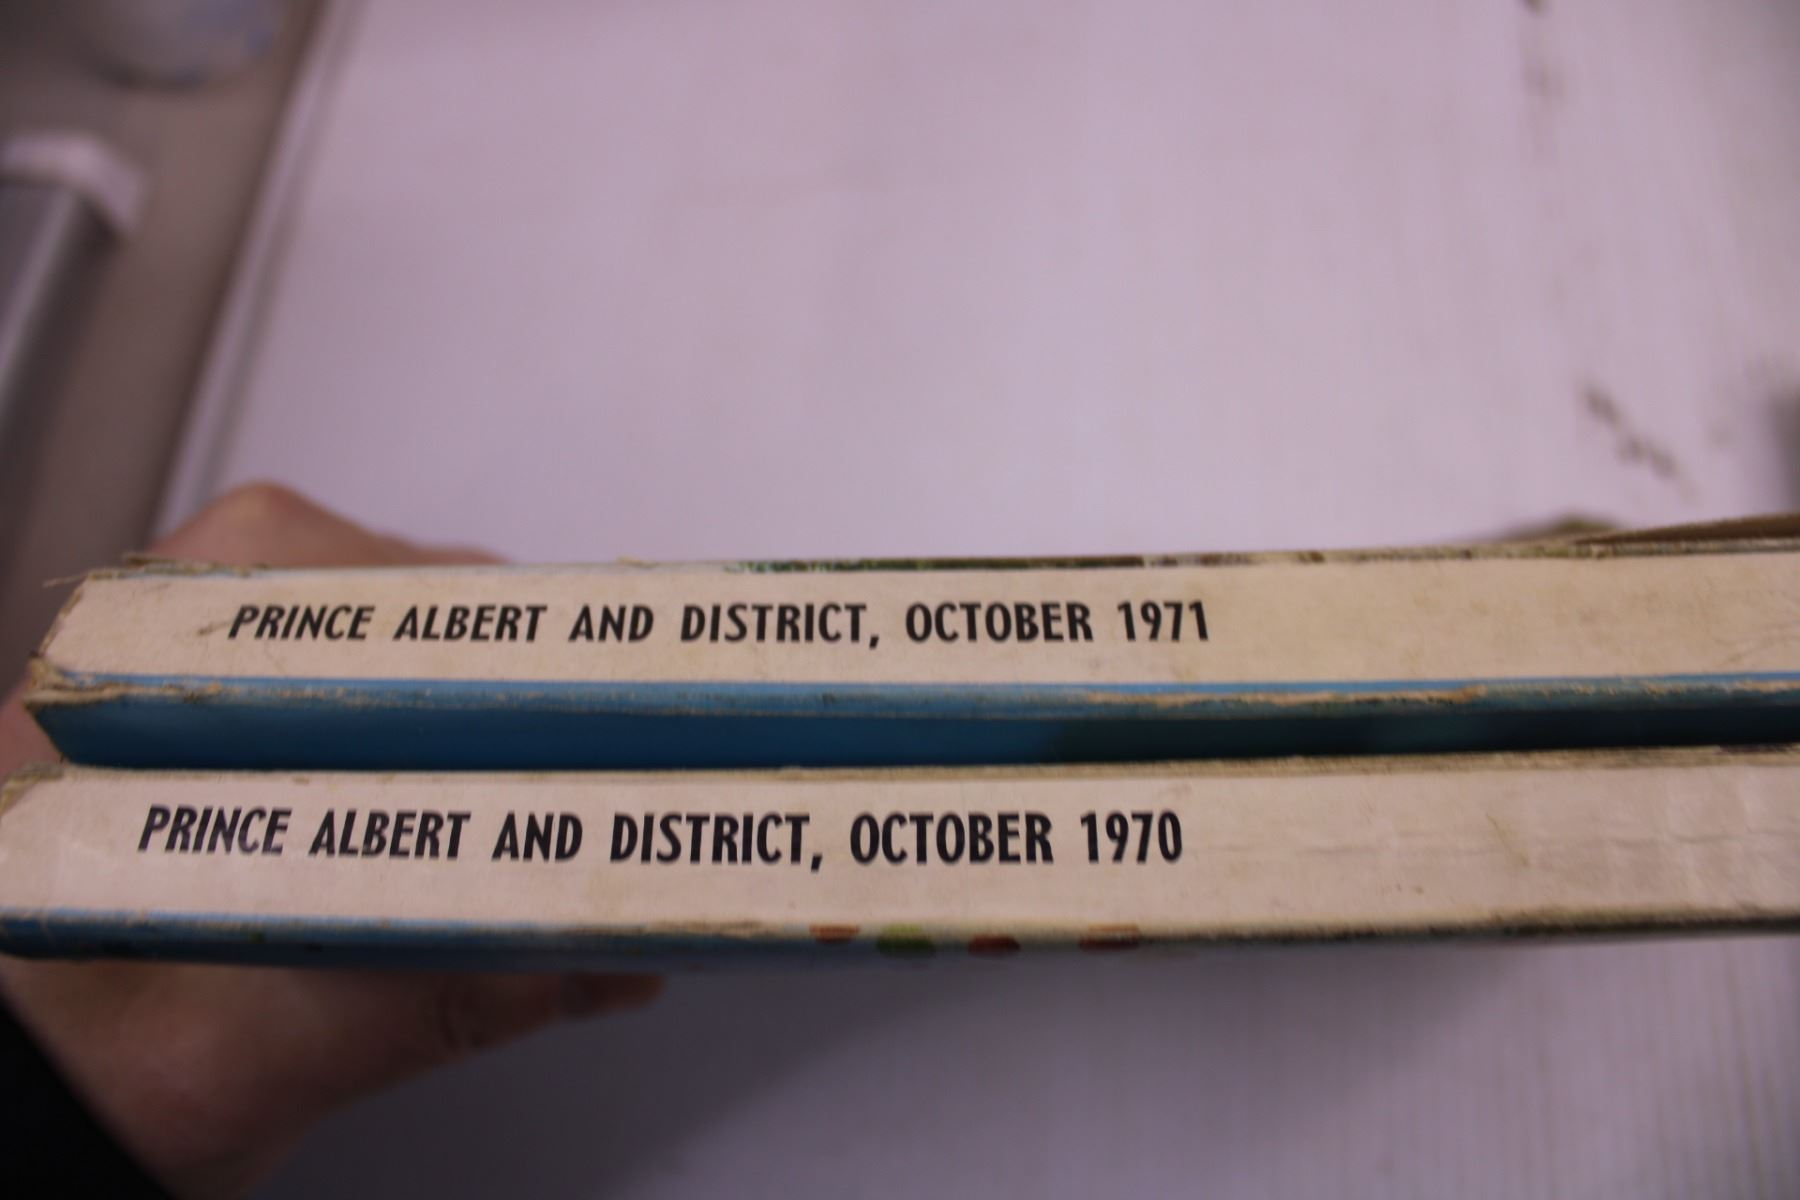 PRINCE ALBERT AND DISTRICT, OCTOBER 1971
PRINCE ALBERT AND DISTRICT, OCTOBER 1970